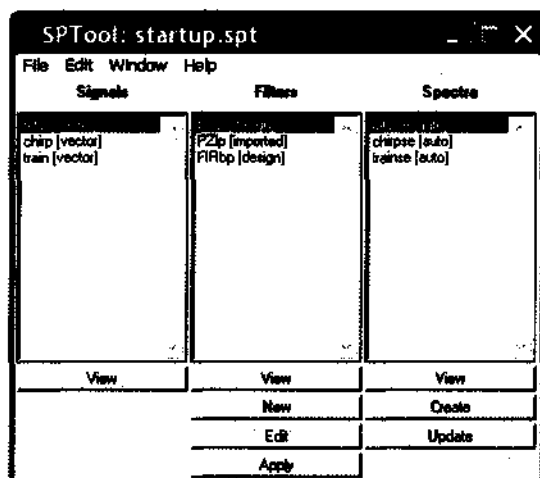 SPTool: startup.spt
File Edit Window Help
Signals Filters Spectra
chirp [vector]
train [vector]
PZlp [imported]
FIRbp [design]
chirpse [auto]
trainse [auto]
View View View
New Create
Edit Update
Apply